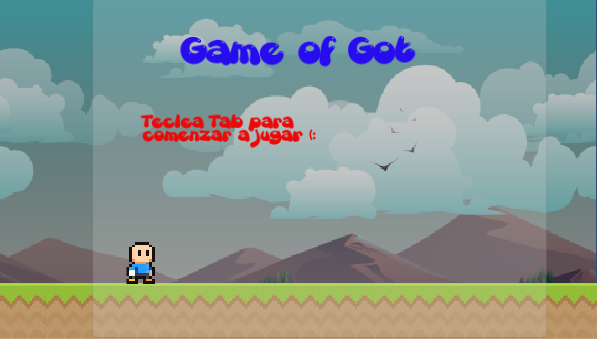 Game of Got
Teclea Tab para
comenzar a jugar (: